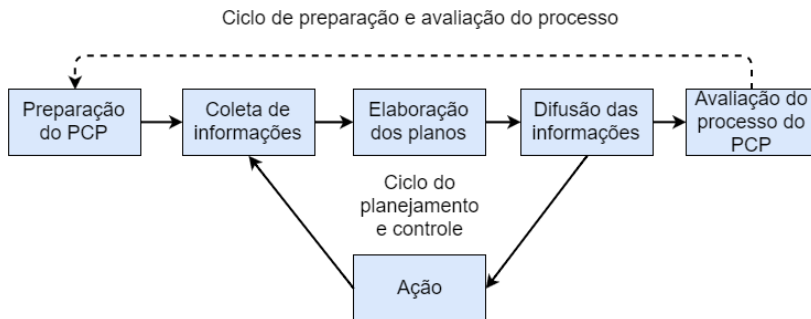 Ciclo de preparação e avaliação do processo
Preparação
do PCP
Coleta de
informações
Elaboração
dos planos
Difusão das
informações
Avaliação do
processo do
PCP
Ciclo do
planejamento
e controle
Ação